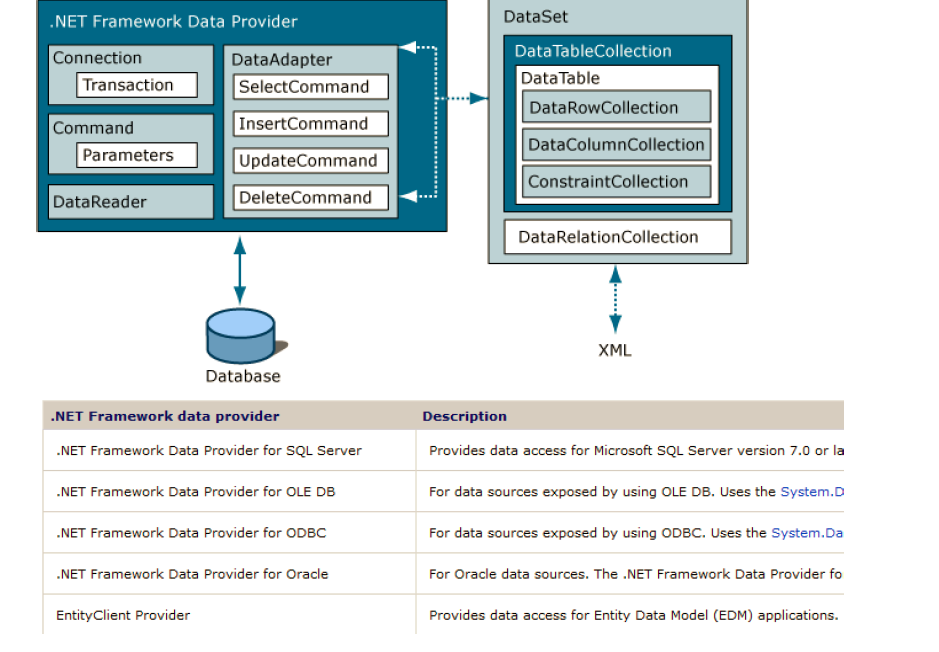 .NET Framework Data Provider
Connection
Transaction
Command
Parameters
DataReader
DataAdapter
SelectCommand
InsertCommand
UpdateCommand
DeleteCommand
Database
DataSet
DataTableCollection
DataTable
DataRowCollection
DataColumnCollection
ConstraintCollection
DataRelationCollection
XML
.NET Framework data provider Description
.NET Framework Data Provider for SQL Server Provides data access for Microsoft SQL Server version 7.0 or la
.NET Framework Data Provider for OLE DB For data sources exposed by using OLE DB. Uses the System.D
.NET Framework Data Provider for ODBC For data sources exposed by using ODBC. Uses the System.Da
.NET Framework Data Provider for Oracle For Oracle data sources. The .NET Framework Data Provider fo
EntityClient Provider Provides data access for Entity Data Model (EDM) applications.